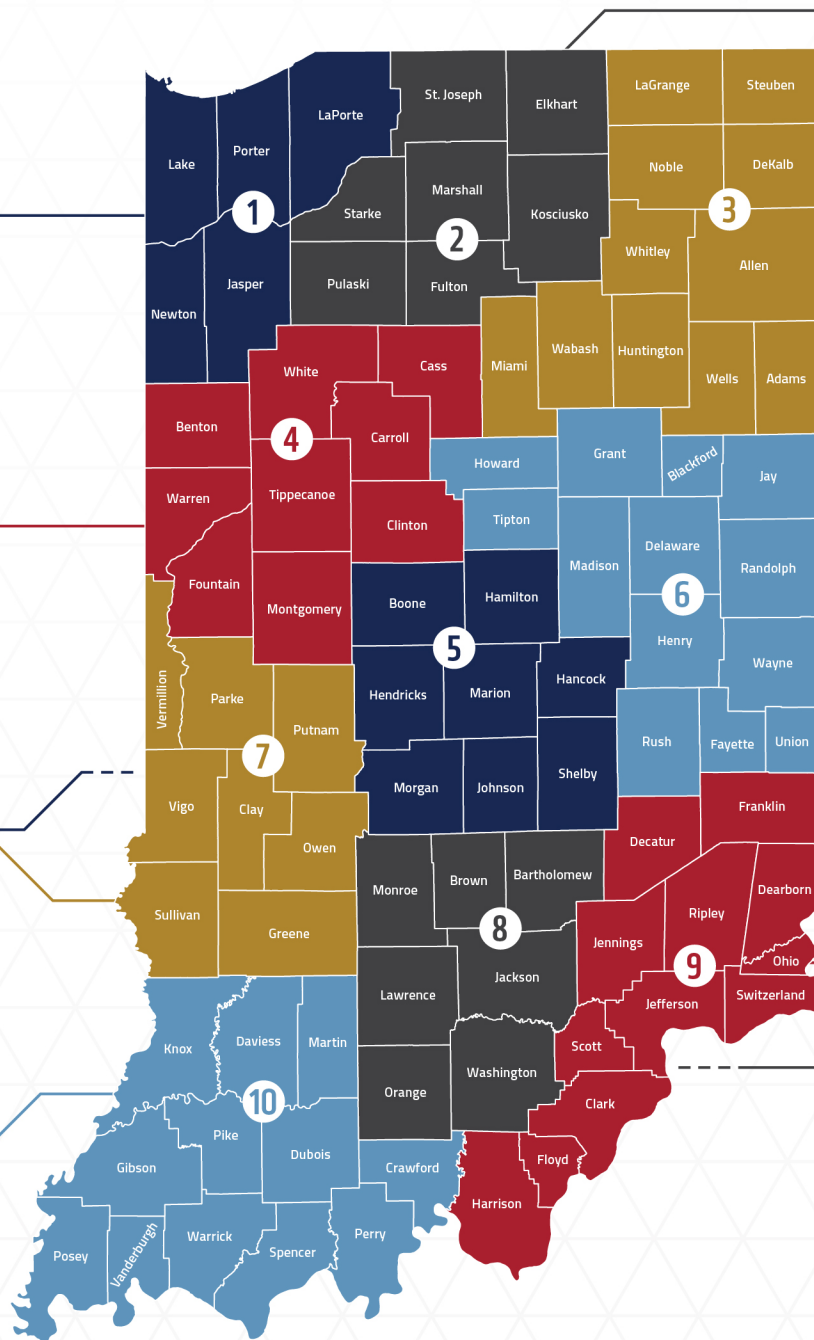 St. Joseph
Elkhart
LaGrange
Steuben
LaPorte
Porter
Lake
Noble
DeKalb
Marshall
Starke
1
2
Kosciusko
3
Whitley
Allen
Jasper
Pulaski
Fulton
Newton
White
Cass
Miami
Wabash
Huntington
Wells
Adams
Benton
4
Carroll
Howard
Grant
Blackford
Jay
Warren
Tippecanoe
Clinton
Tipton
Delaware
Madison
Randolph
Fountain
Montgomery
Boone
Hamilton
6
5
Henry
Wayne
Vermillion
Parke
Hendricks
Marion
Hancock
Putnam
7
Rush
Fayette
Union
Vigo
Clay
Morgan
Johnson
Shelby
Franklin
Owen
Decatur
Monroe
Brown
Bartholomew
Dearborn
Sullivan
Greene
8
Jennings
Ripley
9
Ohio
Lawrence
Jackson
Jefferson
Switzerland
Knox
Daviess
Martin
Scott
Washington
Orange
Clark
10
Pike
Dubois
Gibson
Crawford
Floyd
Harrison
Posey
Vanderburgh
Warrick
Spencer
Perry